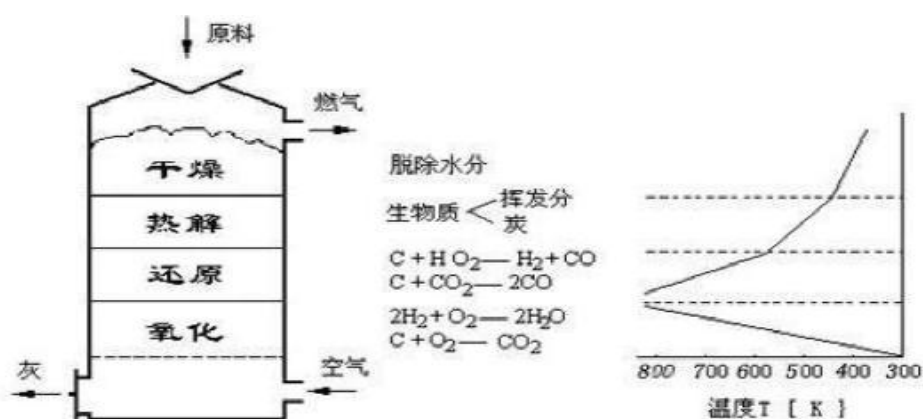 原料
燃气
干燥
脱除水分
热解
生物质 挥发分
炭
还原
C + H O₂— H₂+ CO
C + CO₂— 2CO
氧化
2H₂+ O₂— 2H₂O
C + O₂— CO₂
灰
空气
800 700 600 500 400 300
温度T [ K ]